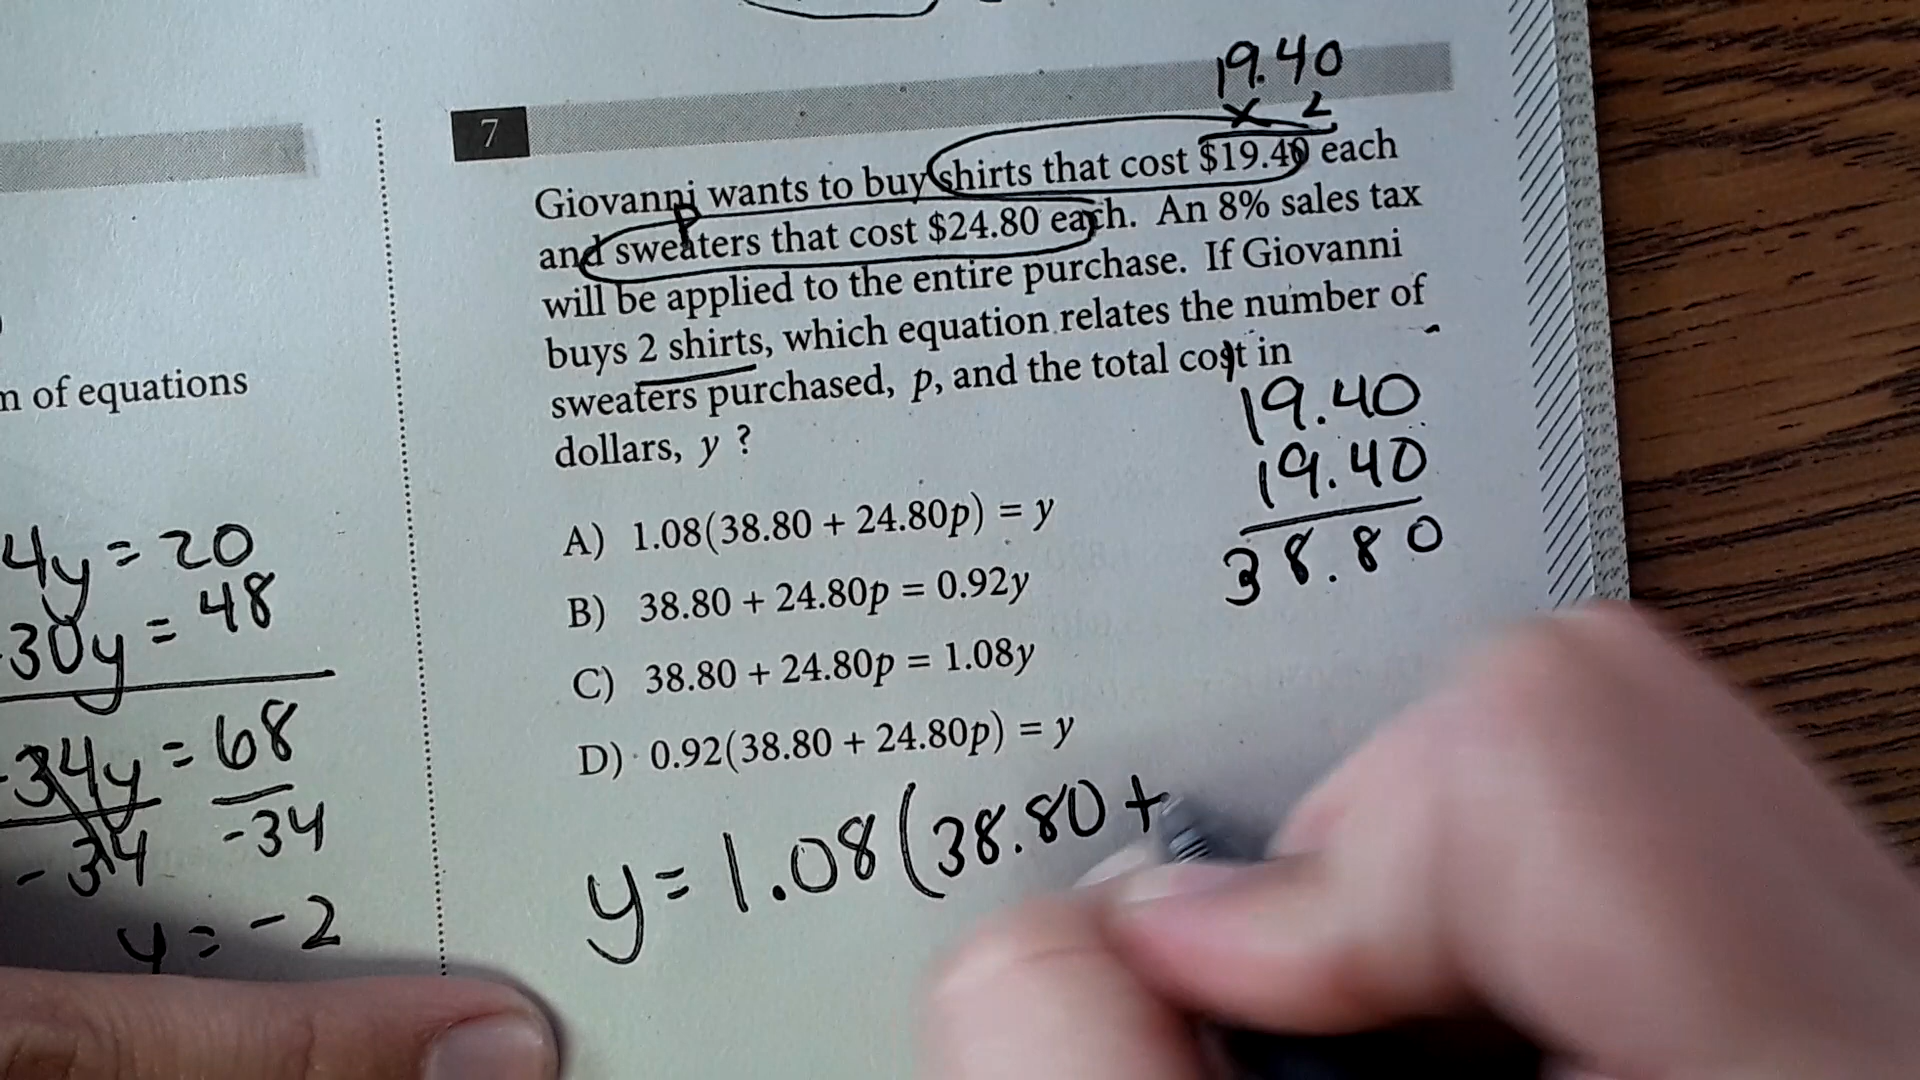 n of equations
4y = 20
30y = 48
-34y = 68
-34 -34
y = -2
19.40
x 2
7
Giovanni wants to buy shirts that cost $19.40 each
p
and sweaters that cost $24.80 each. An 8% sales tax
will be applied to the entire purchase. If Giovanni
buys 2 shirts, which equation relates the number of
sweaters purchased, p, and the total cost in
dollars, y ?
19.40
19.40
38.80
A) 1.08(38.80 + 24.80p) = y
B) 38.80 + 24.80p = 0.92y
C) 38.80 + 24.80p = 1.08y
D) 0.92(38.80 + 24.80p) = y
y = 1.08(38.80 +